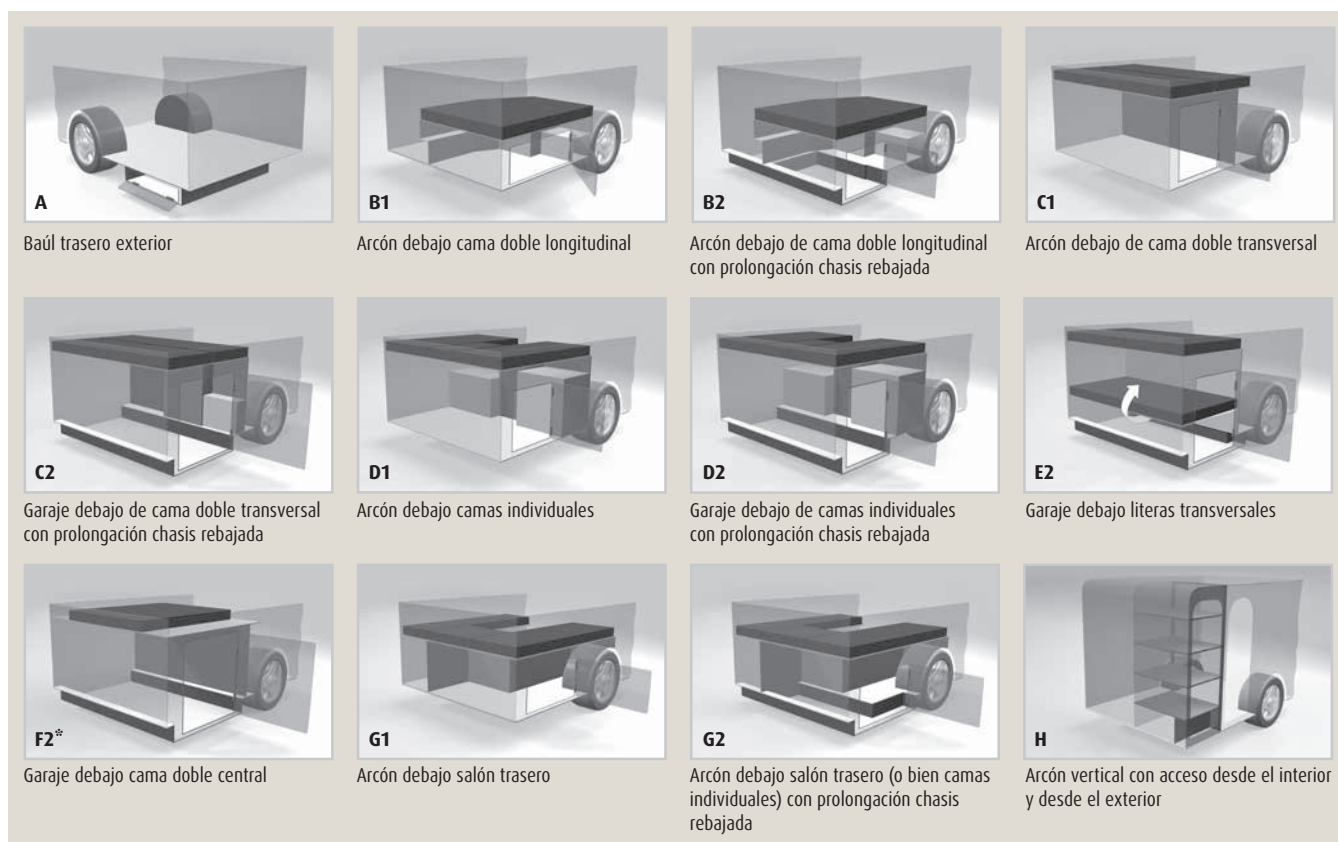 A
Baúl trasero exterior
B1
Arcón debajo cama doble longitudinal
B2
Arcón debajo de cama doble longitudinal
con prolongación chasis rebajada
C1
Arcón debajo de cama doble transversal
C2
Garaje debajo de cama doble transversal
con prolongación chasis rebajada
D1
Arcón debajo camas individuales
D2
Garaje debajo de camas individuales
con prolongación chasis rebajada
E2
Garaje debajo literas transversales
F2*
Garaje debajo cama doble central
G1
Arcón debajo salón trasero
G2
Arcón debajo salón trasero (o bien camas
individuales) con prolongación chasis
rebajada
H
Arcón vertical con acceso desde el interior
y desde el exterior